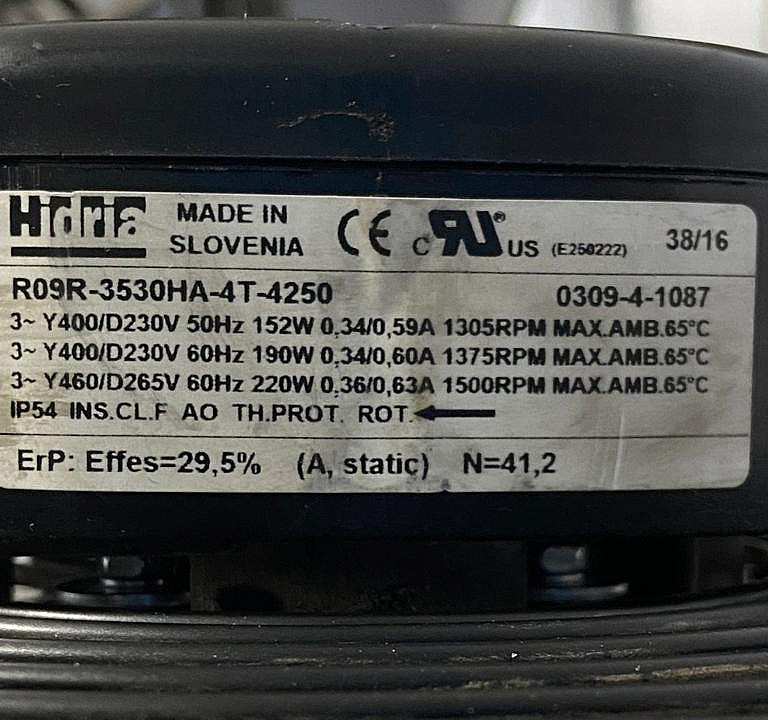 Hidria MADE IN SLOVENIA CE c RU ® US (E250222) 38/16
R09R-3530HA-4T-4250 0309-4-1087
3~ Y400/D230V 50Hz 152W 0,34/0,59A 1305RPM MAX.AMB.65°C
3~ Y400/D230V 60Hz 190W 0,34/0,60A 1375RPM MAX.AMB.65°C
3~ Y460/D265V 60Hz 220W 0,36/0,63A 1500RPM MAX.AMB.65°C
IP54 INS.CL.F AO TH.PROT. ROT.
ErP: Effes=29,5% (A, static) N=41,2